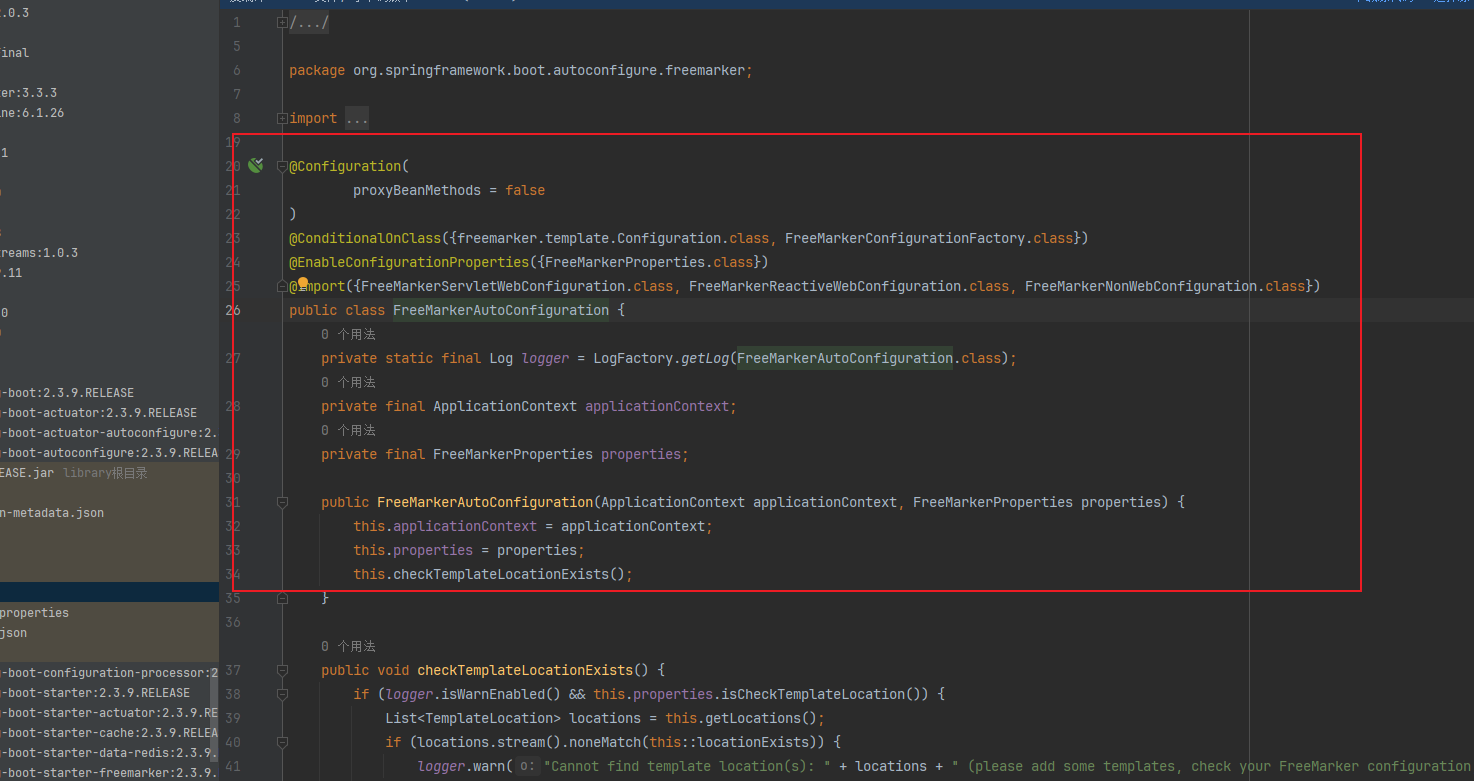 2.0.3
inal
er:3.3.3
ne:6.1.26
1
reams:1.0.3
.11
0
-boot:2.3.9.RELEASE
-boot-actuator:2.3.9.RELEASE
-boot-actuator-autoconfigure:2.
-boot-autoconfigure:2.3.9.RELEA
EASE.jar library根目录
n-metadata.json
properties
json
-boot-configuration-processor:2
-boot-starter:2.3.9.RELEASE
-boot-starter-actuator:2.3.9.RE
-boot-starter-cache:2.3.9.RELEA
-boot-starter-data-redis:2.3.9.
-boot-starter-freemarker:2.3.9.
1 /.../
5
6 package org.springframework.boot.autoconfigure.freemarker;
7
8 import ...
19
20 @Configuration(
21 proxyBeanMethods = false
22 )
23 @ConditionalOnClass({freemarker.template.Configuration.class, FreeMarkerConfigurationFactory.class})
24 @EnableConfigurationProperties({FreeMarkerProperties.class})
25 @Import({FreeMarkerServletWebConfiguration.class, FreeMarkerReactiveWebConfiguration.class, FreeMarkerNonWebConfiguration.class})
26 public class FreeMarkerAutoConfiguration {
0 个用法
27 private static final Log logger = LogFactory.getLog(FreeMarkerAutoConfiguration.class);
0 个用法
28 private final ApplicationContext applicationContext;
0 个用法
29 private final FreeMarkerProperties properties;
30
31 public FreeMarkerAutoConfiguration(ApplicationContext applicationContext, FreeMarkerProperties properties) {
32 this.applicationContext = applicationContext;
33 this.properties = properties;
34 this.checkTemplateLocationExists();
35 }
36
0 个用法
37 public void checkTemplateLocationExists() {
38 if (logger.isWarnEnabled() && this.properties.isCheckTemplateLocation()) {
39 List<TemplateLocation> locations = this.getLocations();
40 if (locations.stream().noneMatch(this::locationExists)) {
41 logger.warn( o: "Cannot find template location(s): " + locations + " (please add some templates, check your FreeMarker configuration